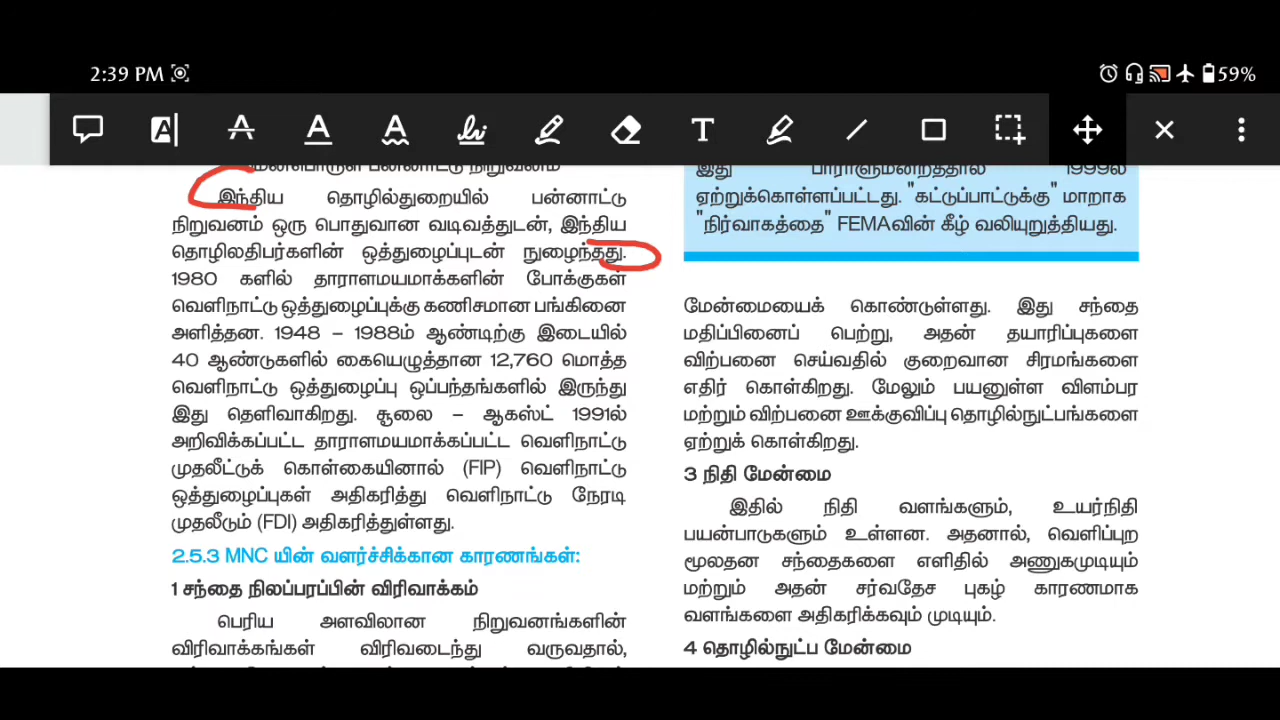 2:39 PM
59%
இந்திய தொழில்துறையில் பன்னாட்டு
நிறுவனம் ஒரு பொதுவான வடிவத்துடன், இந்திய
தொழிலதிபர்களின் ஒத்துழைப்புடன் நுழைந்தது.
1980 களில் தாராளமயமாக்களின் போக்குகள்
வெளிநாட்டு ஒத்துழைப்புக்கு கணிசமான பங்கினை
அளித்தன. 1948 – 1988ம் ஆண்டிற்கு இடையில்
40 ஆண்டுகளில் கையெழுத்தான 12,760 மொத்த
வெளிநாட்டு ஒத்துழைப்பு ஒப்பந்தங்களில் இருந்து
இது தெளிவாகிறது. சூலை – ஆகஸ்ட் 1991ல்
அறிவிக்கப்பட்ட தாராளமயமாக்கப்பட்ட வெளிநாட்டு
முதலீட்டுக் கொள்கையினால் (FIP) வெளிநாட்டு
ஒத்துழைப்புகள் அதிகரித்து வெளிநாட்டு நேரடி
முதலீடும் (FDI) அதிகரித்துள்ளது.
2.5.3 MNC யின் வளர்ச்சிக்கான காரணங்கள்:
1 சந்தை நிலப்பரப்பின் விரிவாக்கம்
பெரிய அளவிலான நிறுவனங்களின்
விரிவாக்கங்கள் விரிவடைந்து வருவதால்,
இது பாராளுமன்றத்தால் 1999ல்
ஏற்றுக்கொள்ளப்பட்டது. "கட்டுப்பாட்டுக்கு" மாறாக
"நிர்வாகத்தை" FEMAவின் கீழ் வலியுறுத்தியது.
மேன்மையைக் கொண்டுள்ளது. இது சந்தை
மதிப்பினைப் பெற்று, அதன் தயாரிப்புகளை
விற்பனை செய்வதில் குறைவான சிரமங்களை
எதிர் கொள்கிறது. மேலும் பயனுள்ள விளம்பர
மற்றும் விற்பனை ஊக்குவிப்பு தொழில்நுட்பங்களை
ஏற்றுக் கொள்கிறது.
3 நிதி மேன்மை
இதில் நிதி வளங்களும், உயர்நிதி
பயன்பாடுகளும் உள்ளன. அதனால், வெளிப்புற
மூலதன சந்தைகளை எளிதில் அணுகமுடியும்
மற்றும் அதன் சர்வதேச புகழ் காரணமாக
வளங்களை அதிகரிக்கவும் முடியும்.
4 தொழில்நுட்ப மேன்மை